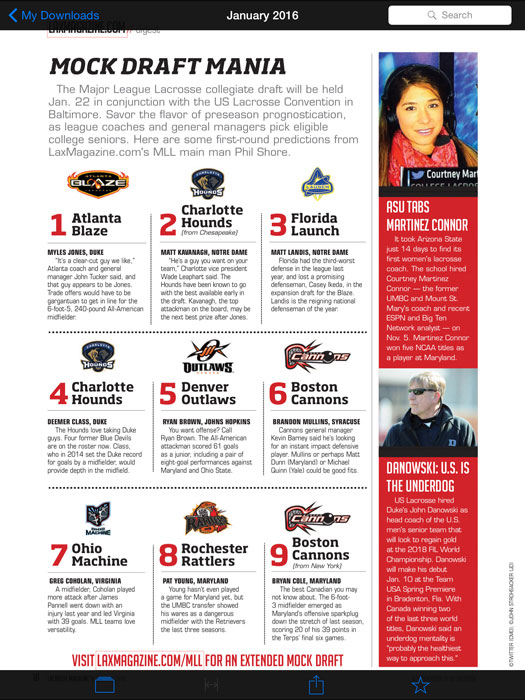 My Downloads
January 2016
Search
LAXMAGAZINE.COM // digest
MOCK DRAFT MANIA
The Major League Lacrosse collegiate draft will be held
Jan. 22 in conjunction with the US Lacrosse Convention in
Baltimore. Savor the flavor of preseason prognostication,
as league coaches and general managers pick eligible
college seniors. Here are some first-round predictions from
LaxMagazine.com's MLL main man Phil Shore.
ATLANTA
BLAZE
1 Atlanta
Blaze
MYLES JONES, DUKE
"It's a clear-cut guy we like,"
Atlanta coach and general
manager John Tucker said, and
that guy appears to be Jones.
Trade offers would have to be
gargantuan to get in line for the
6-foot-5, 240-pound All-American
midfielder.
CHARLOTTE
HOUNDS
2 Charlotte
Hounds
(from Chesapeake)
MATT KAVANAGH, NOTRE DAME
"He's a guy you want on your
team," Charlotte vice president
Wade Leaphart said. The
Hounds have been known to go
with the best available early in
the draft. Kavanagh, the top
attackman on the board, may be
the next best prize after Jones.
LAUNCH
3 Florida
Launch
MATT LANDIS, NOTRE DAME
Florida had the third-worst
defense in the league last
year, and lost a promising
defenseman, Casey Ikeda, in the
expansion draft for the Blaze.
Landis is the reigning national
defenseman of the year.
CHARLOTTE
HOUNDS
4 Charlotte
Hounds
DEEMER CLASS, DUKE
The Hounds love taking Duke
guys. Four former Blue Devils
are on the roster now. Class,
who in 2014 set the Duke record
for goals by a midfielder, would
provide depth in the midfield.
OUTLAWS
5 Denver
Outlaws
RYAN BROWN, JOHNS HOPKINS
You want offense? Call
Ryan Brown. The All-American
attackman scored 61 goals
as a junior, including a pair of
eight-goal performances against
Maryland and Ohio State.
Cannons
6 Boston
Cannons
BRANDON MULLINS, SYRACUSE
Cannons general manager
Kevin Barney said he's looking
for an instant impact defensive
player. Mullins or perhaps Matt
Dunn (Maryland) or Michael
Quinn (Yale) could be good fits.
MACHINE
7 Ohio
Machine
GREG COHOLAN, VIRGINIA
A midfielder, Coholan played
more attack after James
Pannell went down with an
injury last year and led Virginia
with 39 goals. MLL teams love
versatility.
8 Rochester
Rattlers
PAT YOUNG, MARYLAND
Young hasn't even played
a game for Maryland yet, but
the UMBC transfer showed
his wares as a dangerous
midfielder with the Retrievers
the last three seasons.
Cannons
9 Boston
Cannons
(from New York)
BRYAN COLE, MARYLAND
The best Canadian you may
not know about. The 6-foot-
3 midfielder emerged as
Maryland's offensive sparkplug
down the stretch of last season,
scoring 20 of his 39 points in
the Terps' final six games.
VISIT LAXMAGAZINE.COM/MLL FOR AN EXTENDED MOCK DRAFT
Courtney Mar
COLLEGE LACROS
ASU TABS
MARTINEZ CONNOR
It took Arizona State
just 14 days to find its
first women's lacrosse
coach. The school hired
Courtney Martinez
Connor — the former
UMBC and Mount St.
Mary's coach and recent
ESPN and Big Ten
Network analyst — on
Nov. 5. Martinez Connor
won five NCAA titles as
a player at Maryland.
D
DANOWSKI: U.S. IS
THE UNDERDOG
US Lacrosse hired
Duke's John Danowski as
head coach of the U.S.
men's senior team that
will look to regain gold
at the 2018 FIL World
Championship. Danowski
will make his debut
Jan. 10 at the Team
USA Spring Premiere
in Bradenton, Fla. With
Canada winning two
of the last three world
titles, Danowski said an
underdog mentality is
"probably the healthiest
way to approach this."